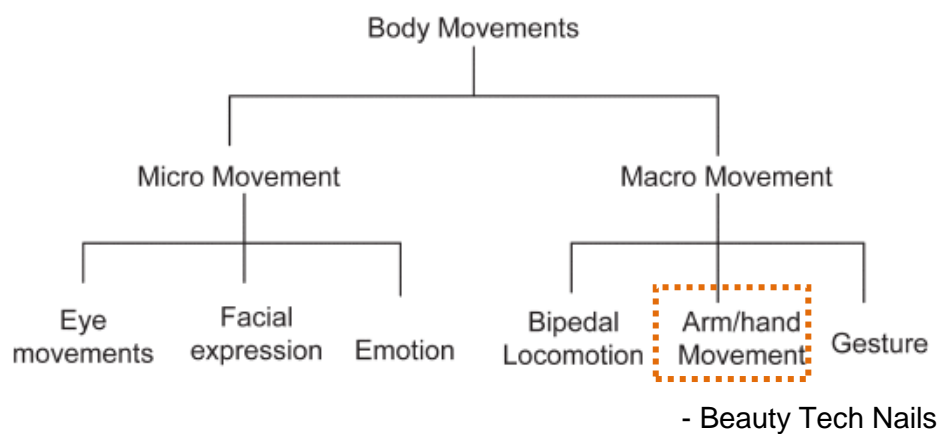 Body Movements
Micro Movement
Macro Movement
Eye
movements
Facial
expression
Emotion
Bipedal
Locomotion
Arm/hand
Movement
Gesture
- Beauty Tech Nails